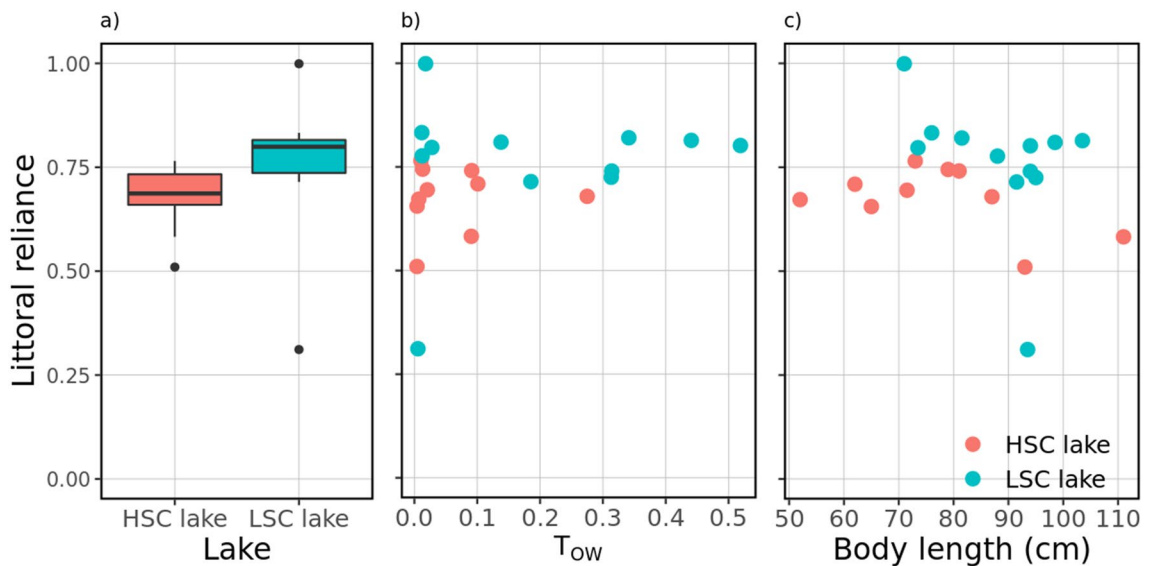 a)
b)
c)
Littoral reliance
1.00
0.75
0.50
0.25
0.00
HSC lake LSC lake
Lake
0.0 0.1 0.2 0.3 0.4 0.5
TOW
HSC lake
LSC lake
50 60 70 80 90 100 110
Body length (cm)